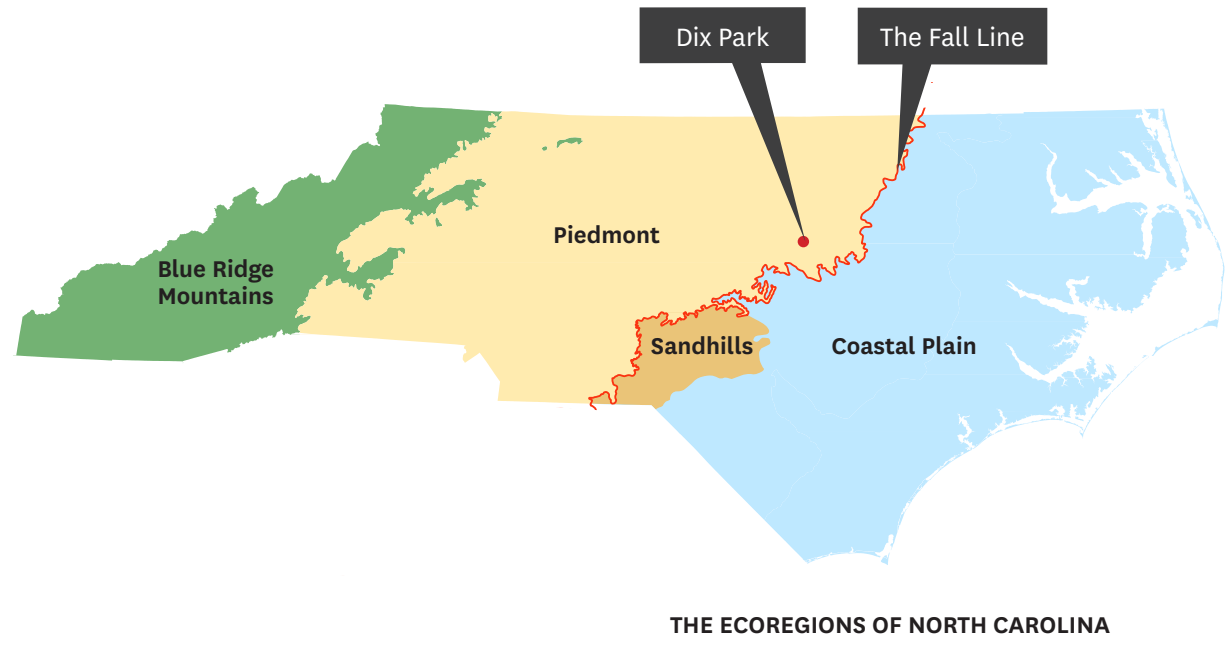 Dix Park
The Fall Line
Piedmont
Blue Ridge
Mountains
Sandhills
Coastal Plain
THE ECOREGIONS OF NORTH CAROLINA